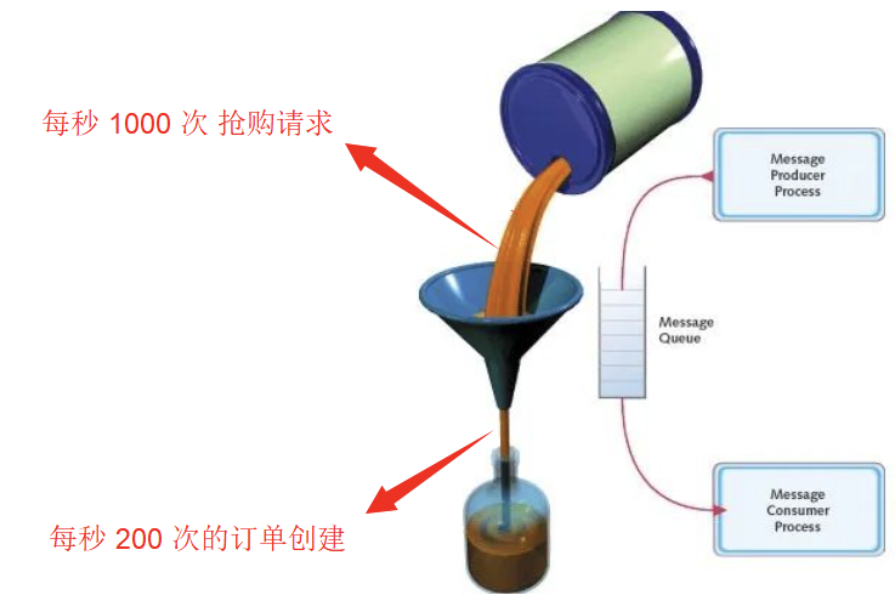 每秒 1000 次 抢购请求
Message
Producer
Process
Message
Queue
每秒 200 次的订单创建
Message
Consumer
Process